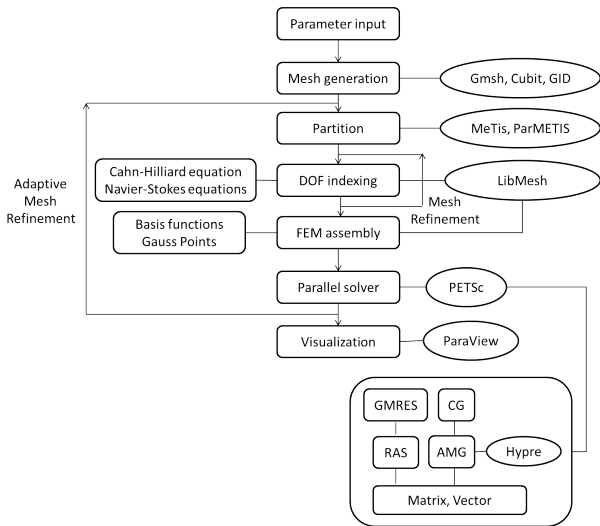 Parameter input
Mesh generation
Gmsh, Cubit, GID
Partition
MeTis, ParMETIS
Cahn-Hilliard equation
Navier-Stokes equations
DOF indexing
LibMesh
Adaptive
Mesh
Refinement
Mesh
Refinement
Basis functions
Gauss Points
FEM assembly
Parallel solver
PETSc
Visualization
ParaView
GMRES
CG
RAS
AMG
Hypre
Matrix, Vector